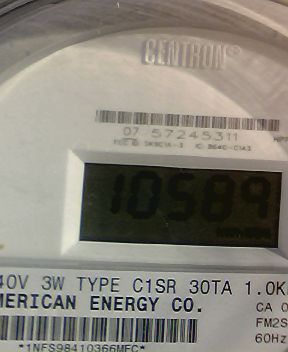 CENTRON®
07 57245311
10589
40V 3W TYPE C1SR 30TA 1.0K
MERICAN ENERGY CO.
CA 0
FM2S
60Hz
*1NFS98410366MFC*